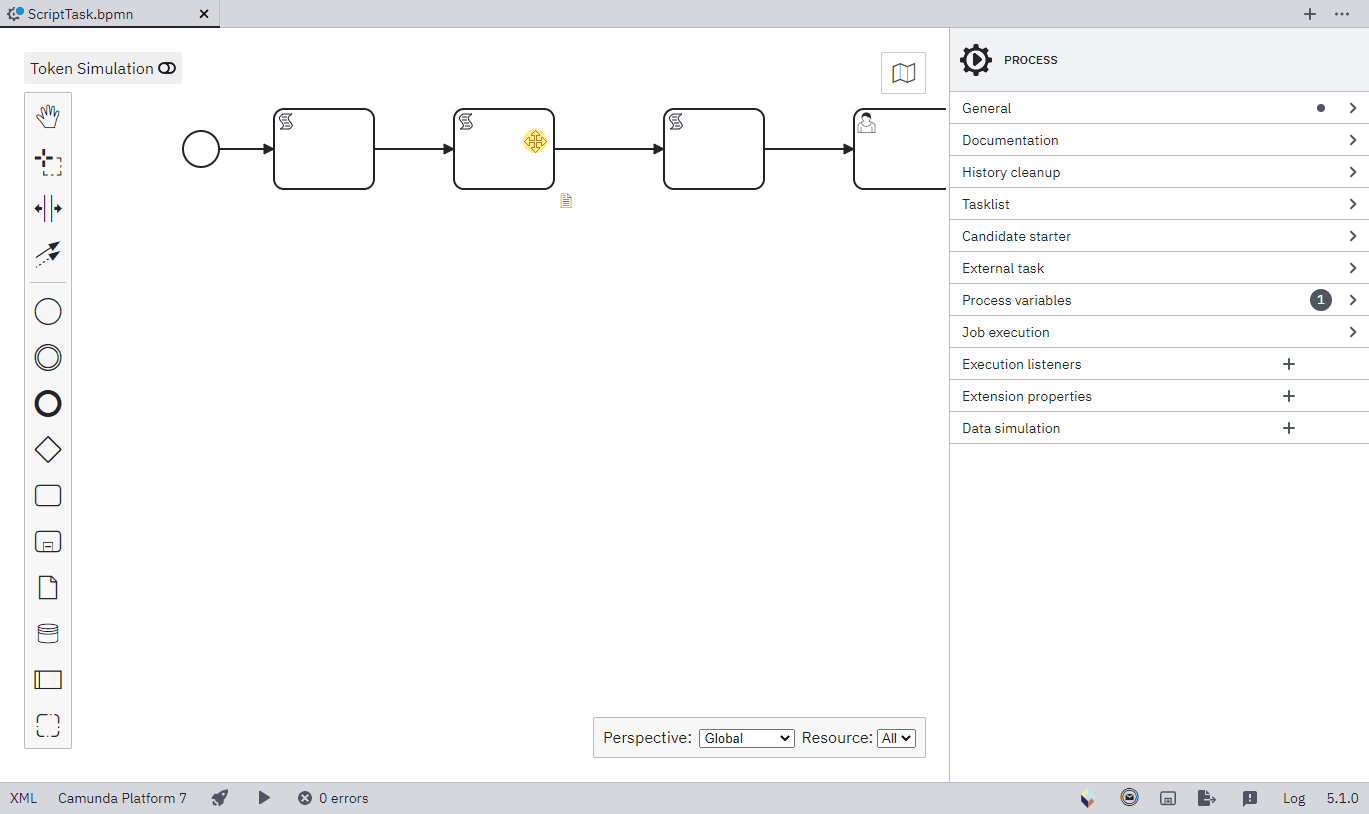 ScriptTask.bpmn
Token Simulation
PROCESS
General
Documentation
History cleanup
Tasklist
Candidate starter
External task
Process variables 1
Job execution
Execution listeners
Extension properties
Data simulation
Perspective: Global Resource: All
XML Camunda Platform 7 0 errors Log 5.1.0